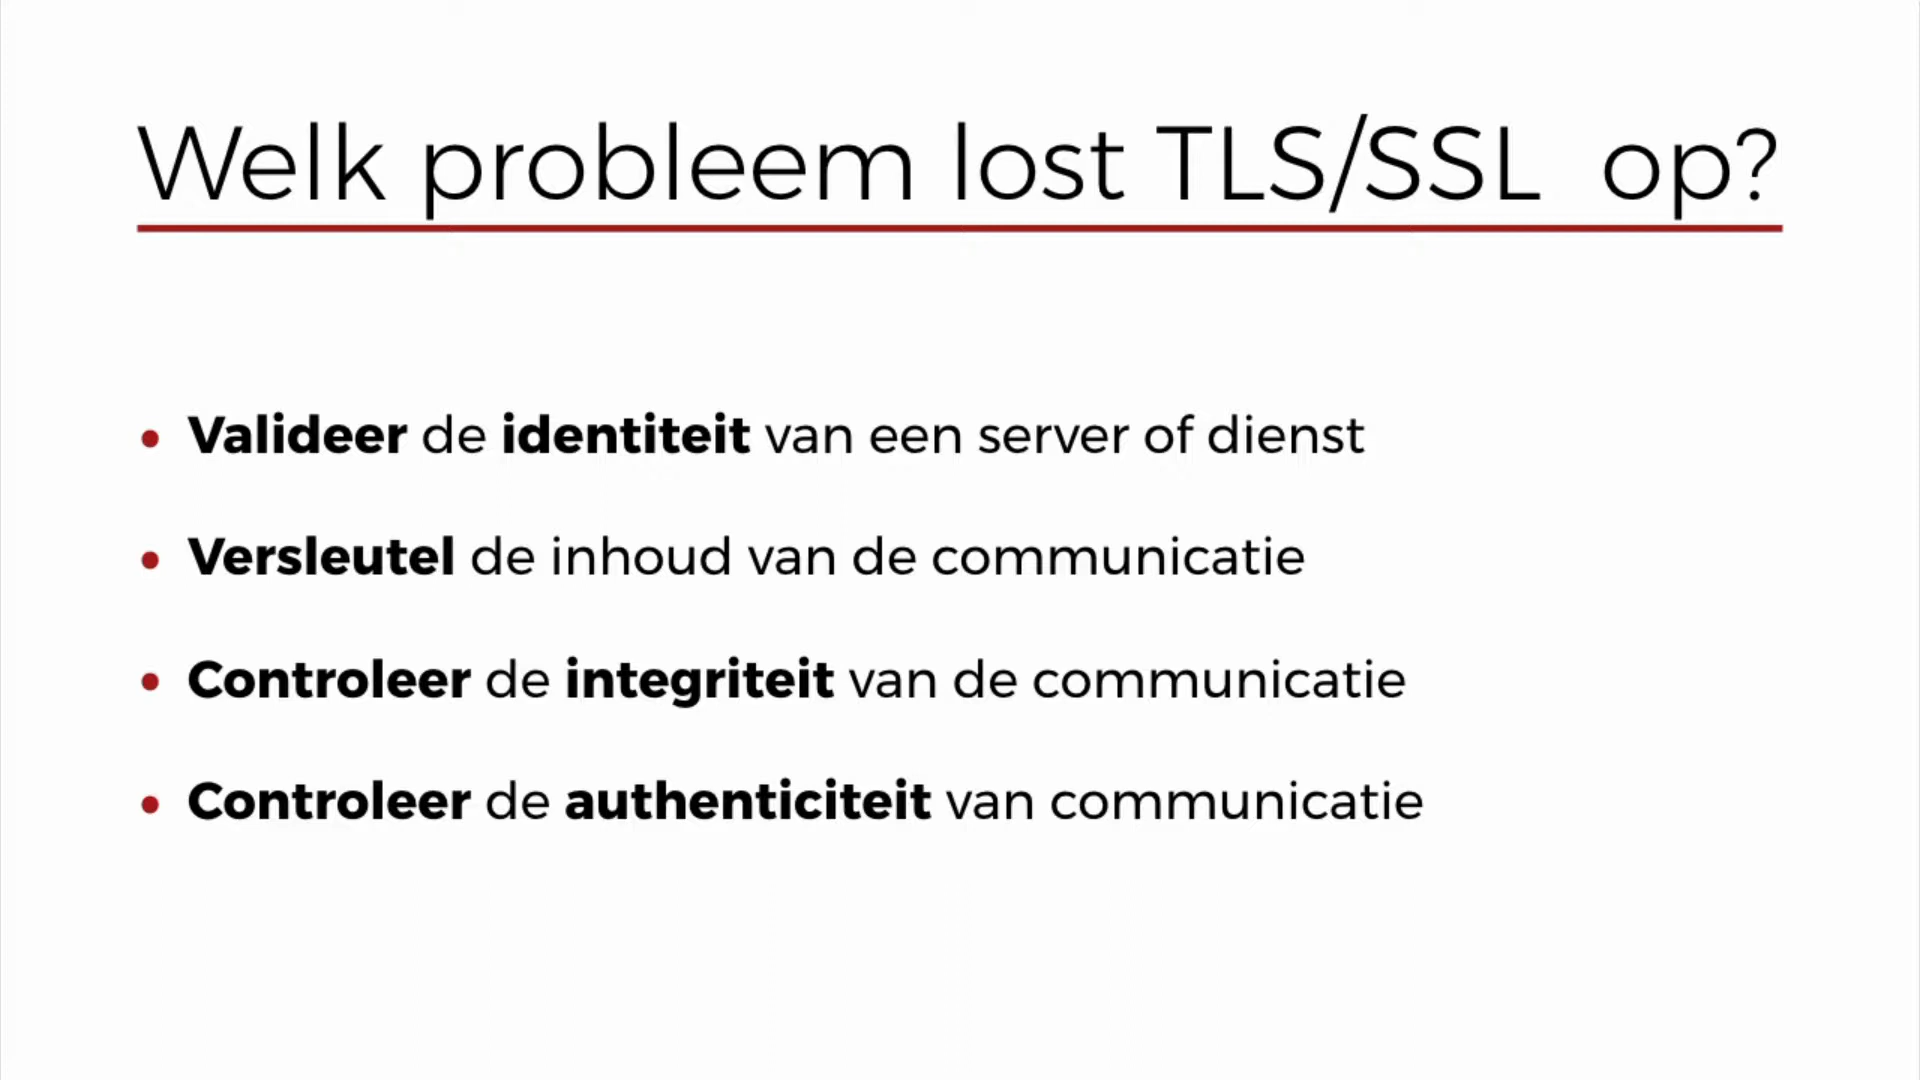 Welk probleem lost TLS/SSL  op?
• Valideer de identiteit van een server of dienst
• Versleutel de inhoud van de communicatie
• Controleer de integriteit van de communicatie
• Controleer de authenticiteit van communicatie